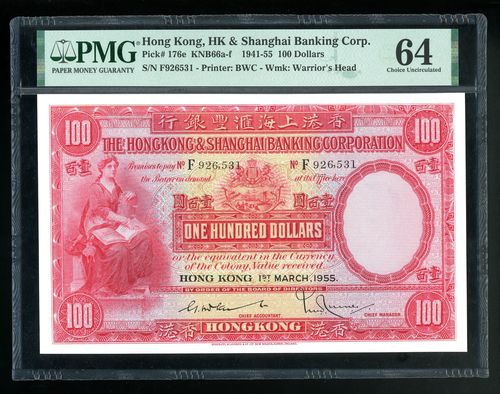 PMG
PAPER MONEY GUARANTY
Hong Kong, HK & Shanghai Banking Corp.
Pick# 176e KNB66a-f 1941-55 100 Dollars
S/N F926531 - Printer: BWC - Wmk: Warrior's Head
64
Choice Uncirculated
100 行銀豐滙海上港香 100
THE HONGKONG & SHANGHAI BANKING CORPORATION
Promises to pay Nº F 926,531 Nº F 926,531
the Bearer on demand at its Office here
壹百 百壹
圓百壹 圓百壹
ONE HUNDRED DOLLARS
or the equivalent in the Currency
of the Colony, Value received.
HONG KONG 1ST MARCH, 1955.
BY ORDER OF THE BOARD OF DIRECTORS
CHIEF ACCOUNTANT CHIEF MANAGER
100 港香 HONGKONG 港香 100